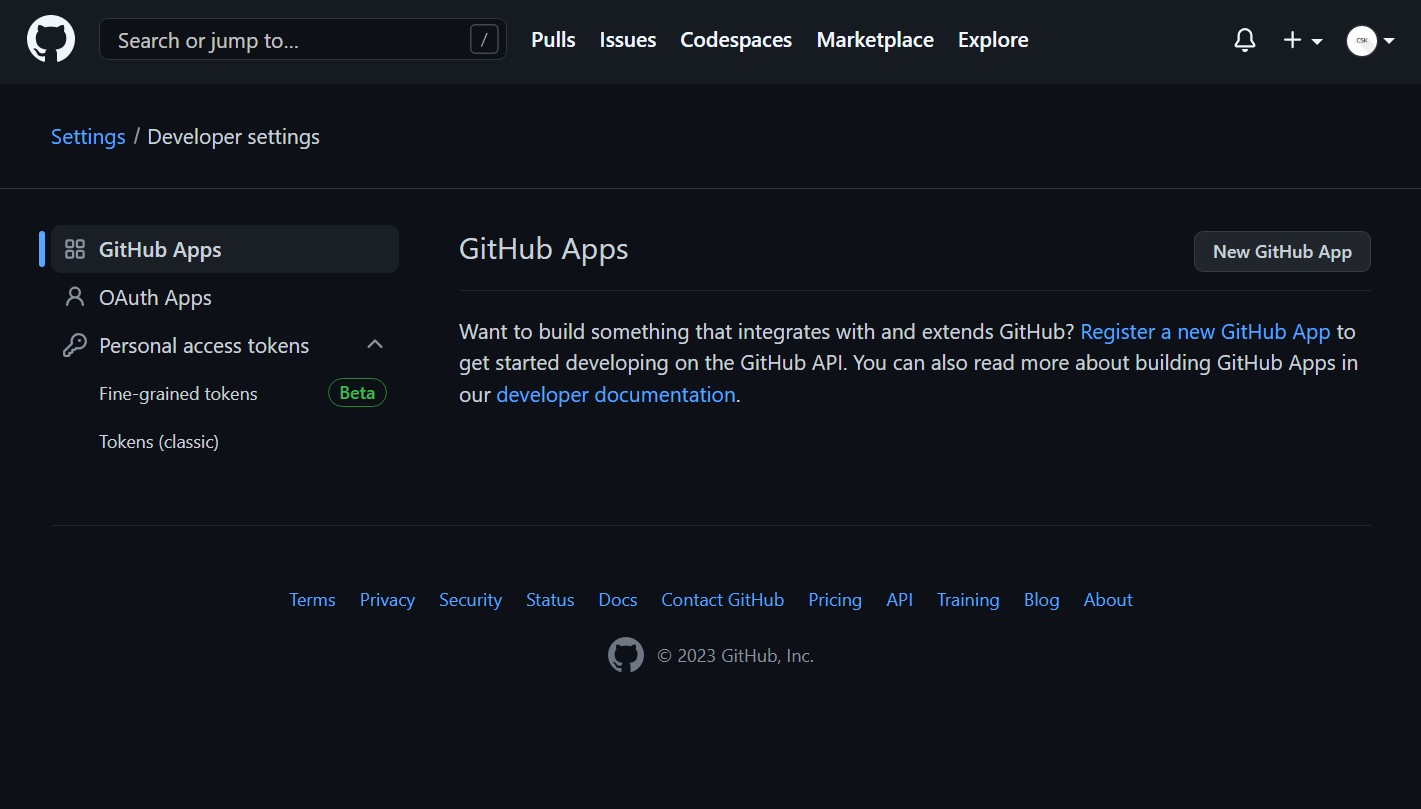 Search or jump to... / Pulls Issues Codespaces Marketplace Explore CSK
Settings / Developer settings
GitHub Apps
OAuth Apps
Personal access tokens
Fine-grained tokens Beta
Tokens (classic)
GitHub Apps New GitHub App
Want to build something that integrates with and extends GitHub? Register a new GitHub App to
get started developing on the GitHub API. You can also read more about building GitHub Apps in
our developer documentation.
Terms Privacy Security Status Docs Contact GitHub Pricing API Training Blog About
© 2023 GitHub, Inc.